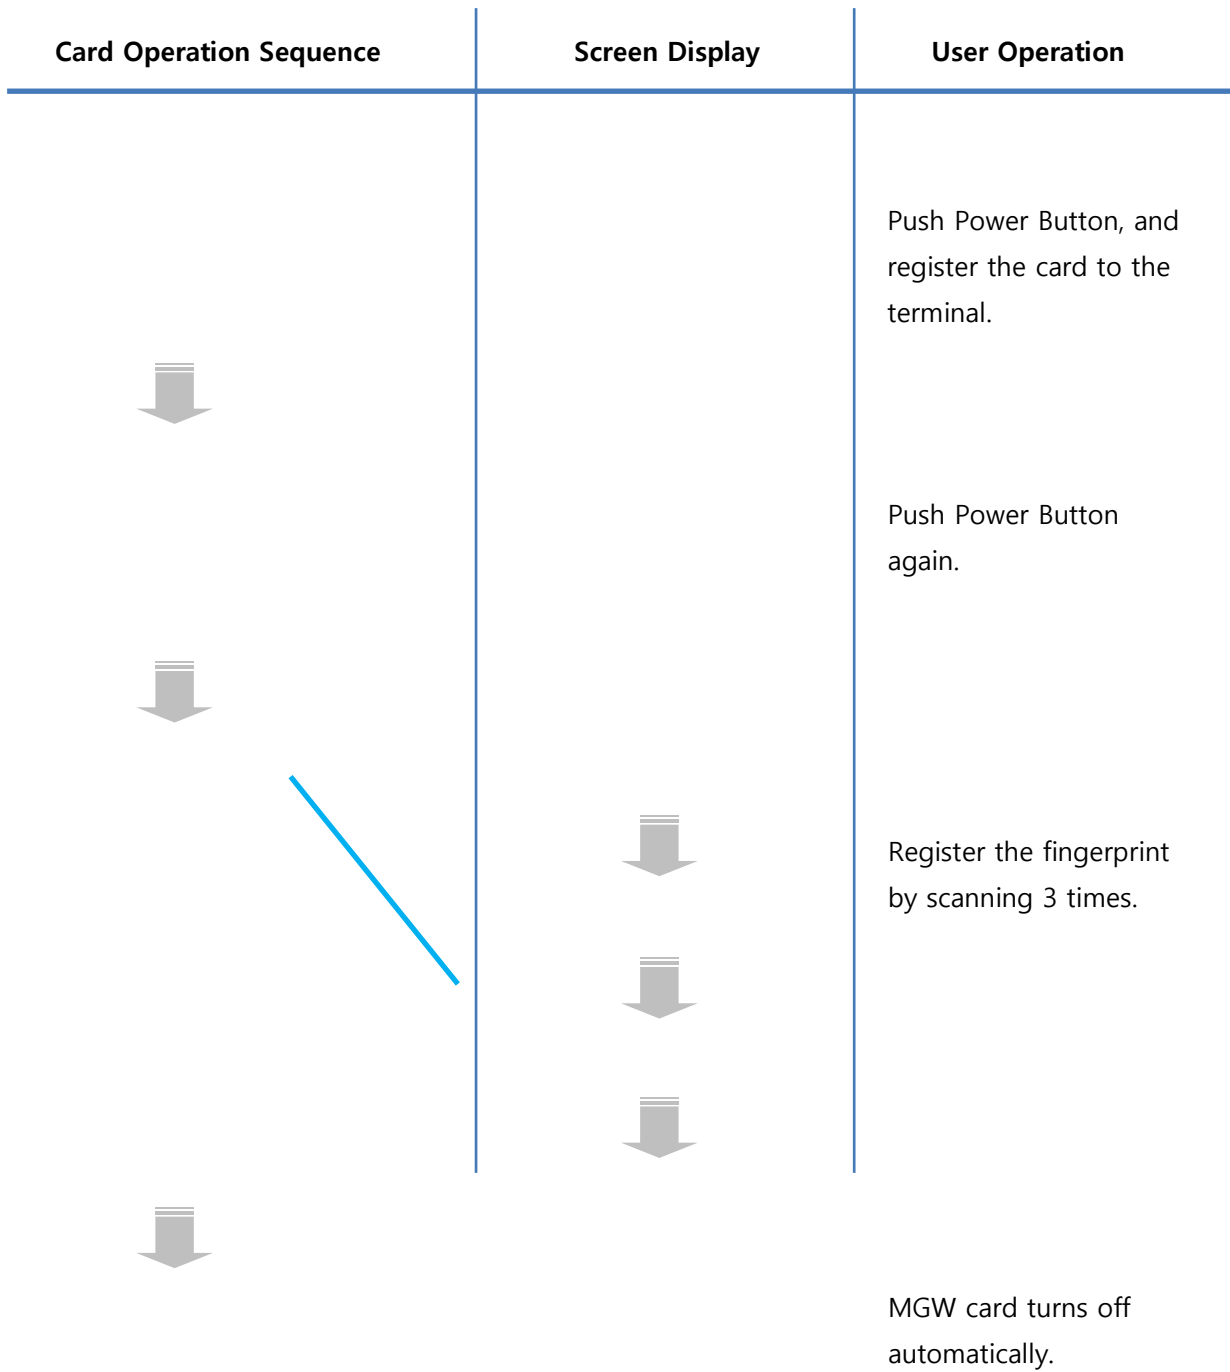 Card Operation Sequence
Screen Display
User Operation
Push Power Button, and
register the card to the
terminal.
Push Power Button
again.
Register the fingerprint
by scanning 3 times.
MGW card turns off
automatically.